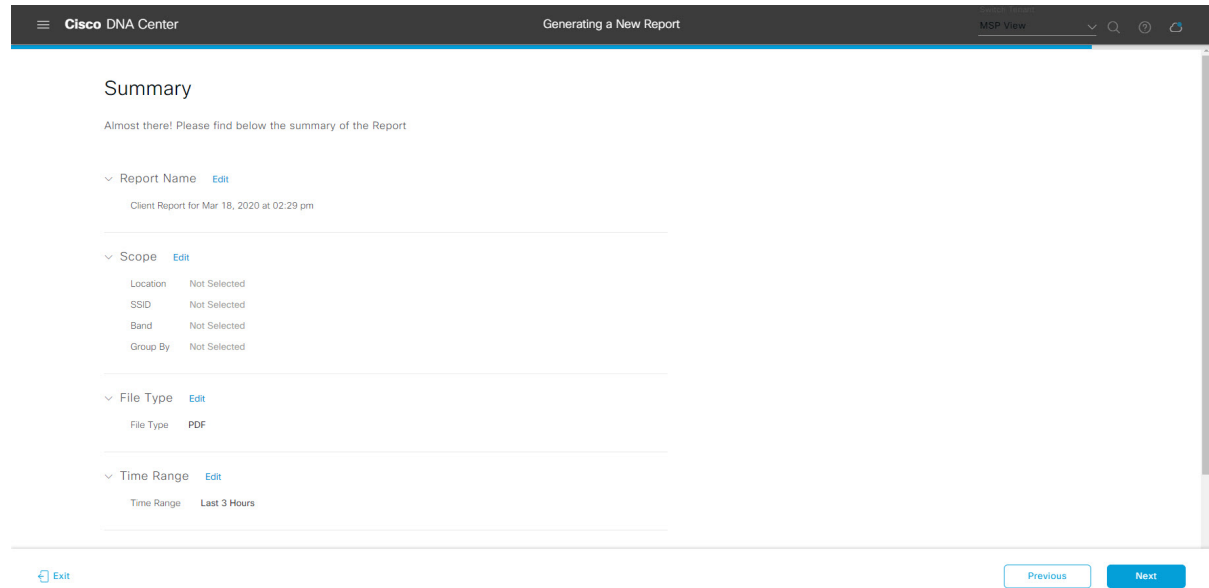 Cisco DNA Center
Generating a New Report
MSP View
Summary
Almost there! Please find below the summary of the Report
Report Name Edit
Client Report for Mar 18, 2020 at 02:29 pm
Scope Edit
Location Not Selected
SSID Not Selected
Band Not Selected
Group By Not Selected
File Type Edit
File Type PDF
Time Range Edit
Time Range Last 3 Hours
Exit
Previous
Next